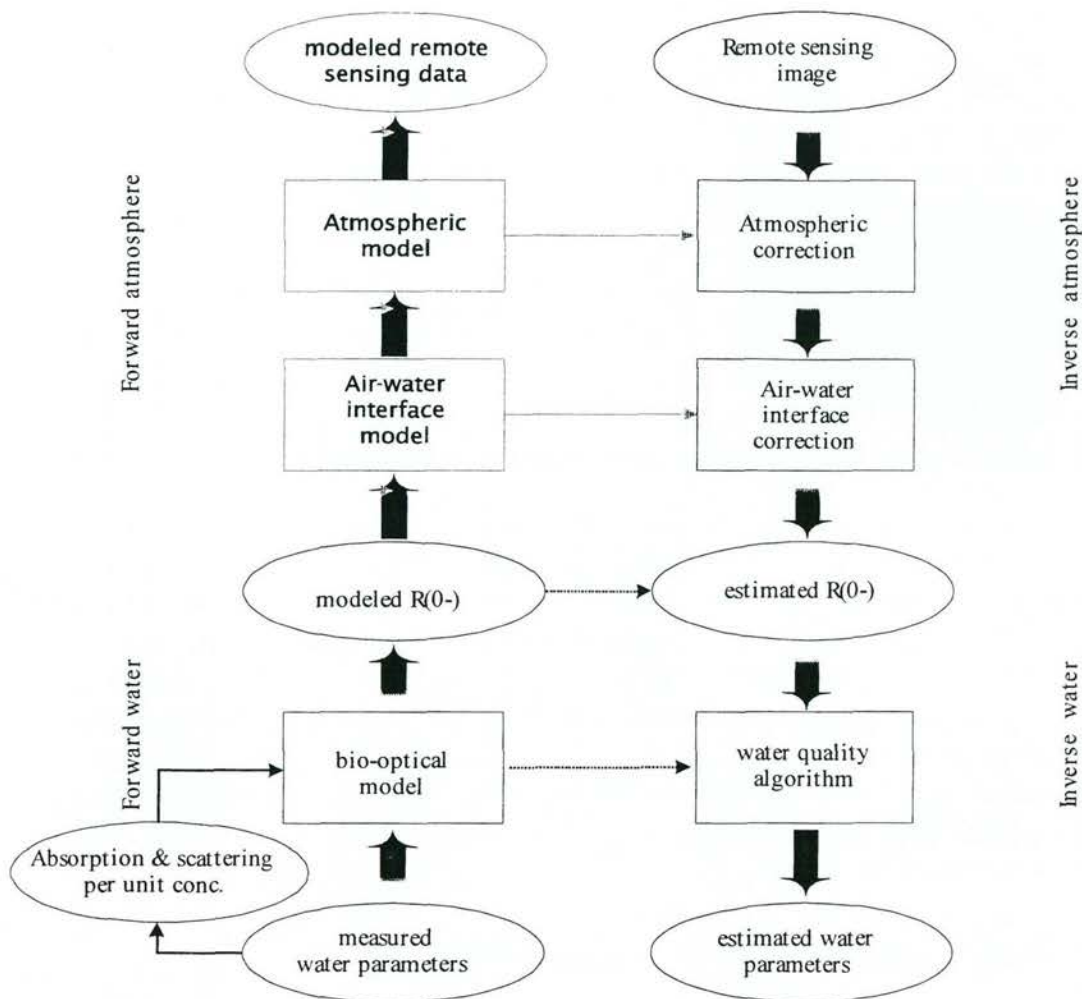 modeled remote
sensing data
Remote sensing
image
Forward atmosphere
Atmospheric
model
Atmospheric
correction
Inverse atmosphere
Air-water
interface
model
Air-water
interface
correction
modeled R(0-)
estimated R(0-)
Forward water
bio-optical
model
water quality
algorithm
Inverse water
Absorption & scattering
per unit conc.
measured
water parameters
estimated water
parameters